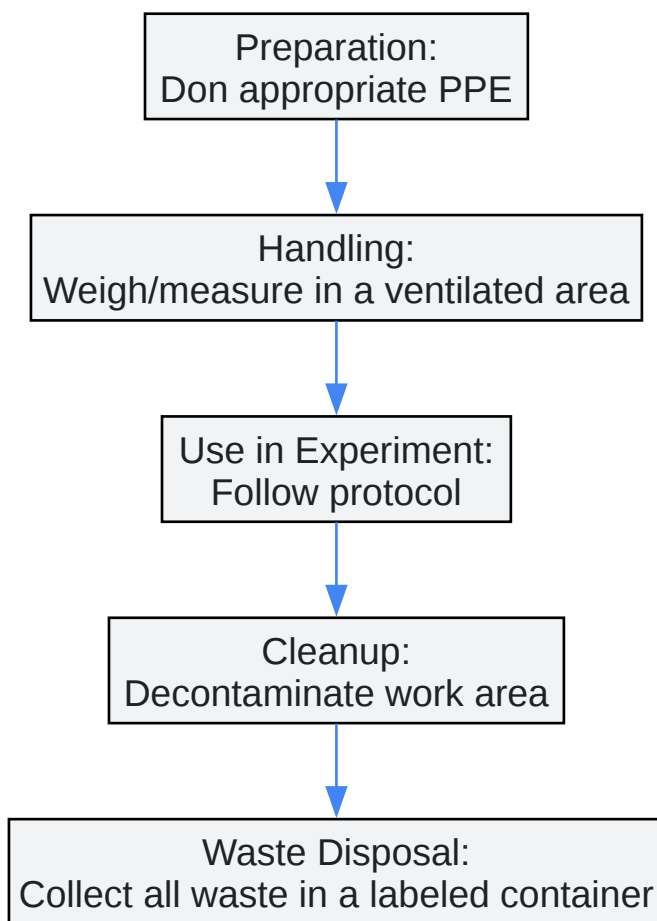 Preparation:
Don appropriate PPE
Handling:
Weigh/measure in a ventilated area
Use in Experiment:
Follow protocol
Cleanup:
Decontaminate work area
Waste Disposal:
Collect all waste in a labeled container